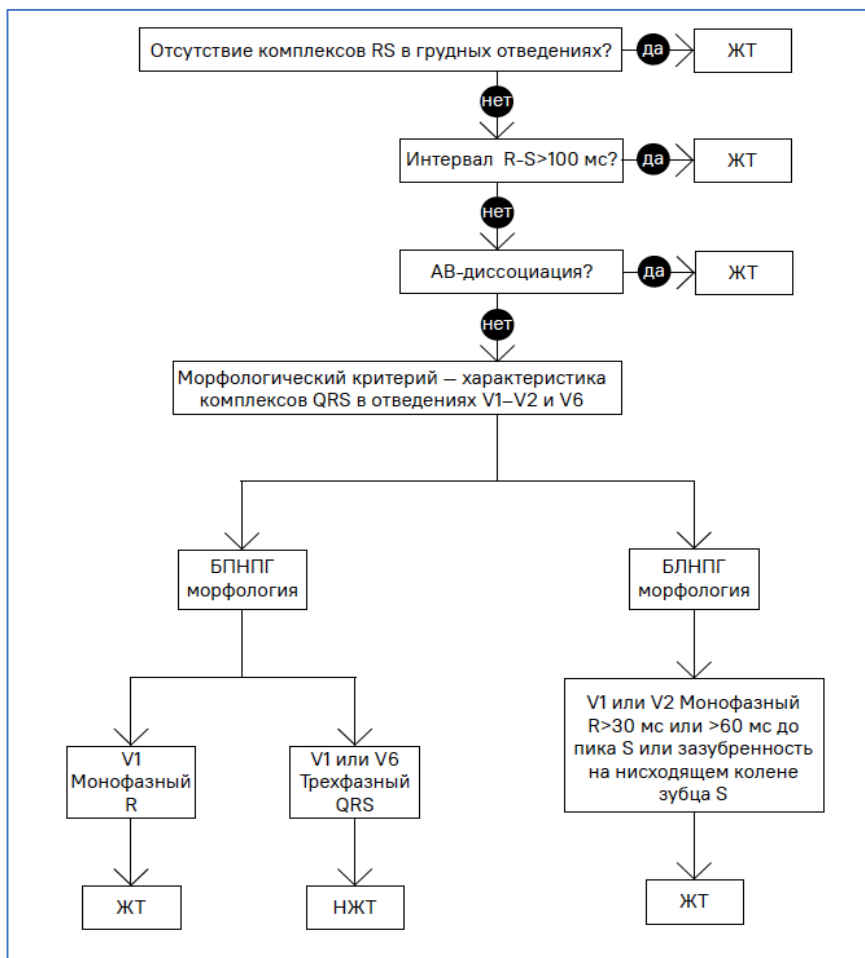 Отсутствие комплексов RS в грудных отведениях?
да
ЖТ
нет
Интервал R-S>100 мс?
да
ЖТ
нет
АВ-диссоциация?
да
ЖТ
нет
Морфологический критерий — характеристика
комплексов QRS в отведениях V1–V2 и V6
БПНПГ
морфология
БЛНПГ
морфология
V1
Монофазный
R
V1 или V6
Трехфазный
QRS
V1 или V2 Монофазный
R>30 мс или >60 мс до
пика S или зазубренность
на нисходящем колене
зубца S
ЖТ
НЖТ
ЖТ